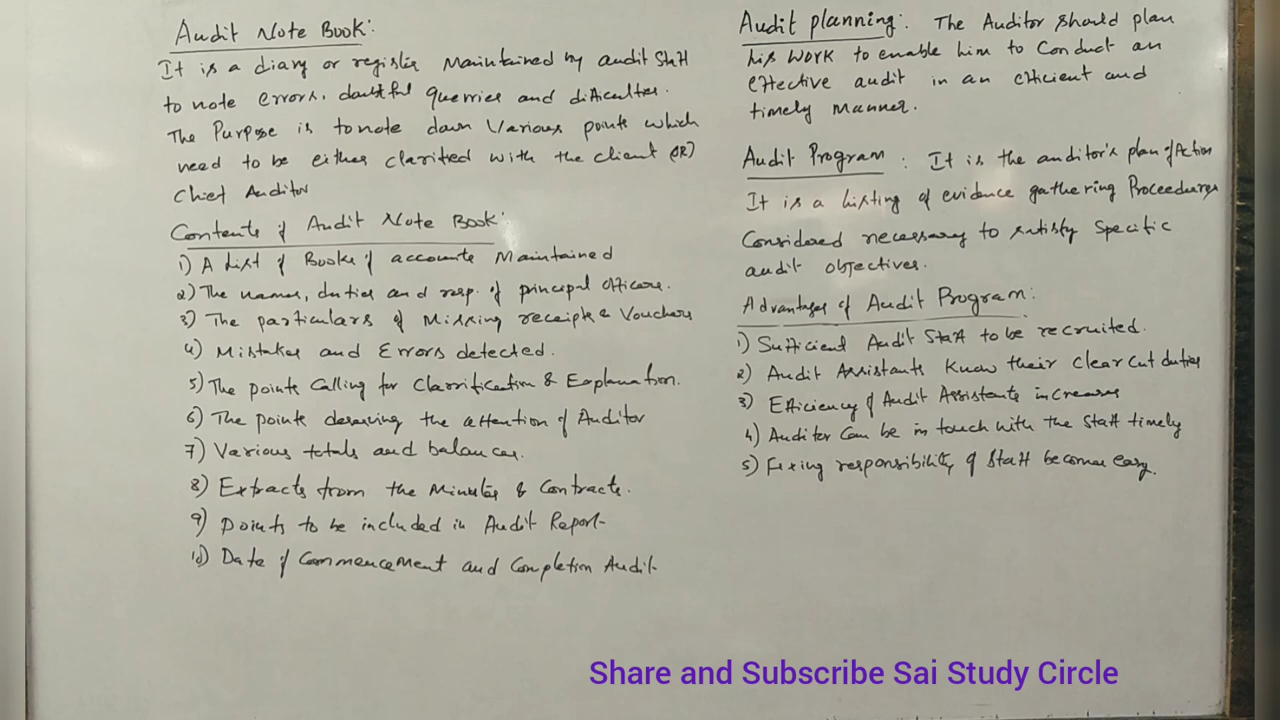 Audit Note Book:
It is a diary or register Maintained by audit Staff
to note errors, doubtful querries and difficulties.
The Purpose is to note down Various points which
need to be either clarified with the client (OR)
Chief Auditor
Contents of Audit Note Book:
1) A List of Books of accounts Maintained
2) The names, duties and resp. of principal officers.
3) The particulars of Missing receipts & Vouchers
4) Mistakes and Errors detected.
5) The points Calling for Clarification & Explanation.
6) The points deserving the attention of Auditor
7) Various totals and balances.
8) Extracts from the Minutes & Contracts.
9) Points to be included in Audit Report
10) Date of Commencement and Completion Audit
Audit planning: The Auditor should plan
his work to enable him to Conduct an
effective audit in an efficient and
timely manner.
Audit Program: It is the auditor's plan of Action
It is a listing of evidence gathering Proceedures
Considered necessary to satisfy Specific
audit objectives.
Advantages of Audit Program:
1) Sufficient Audit Staff to be recruited.
2) Audit Assistants Know their Clear cut duties
3) Efficiency of Audit Assistants increases
4) Auditor Can be in touch with the Staff timely
5) Fixing responsibility of Staff becomes easy.
Share and Subscribe Sai Study Circle